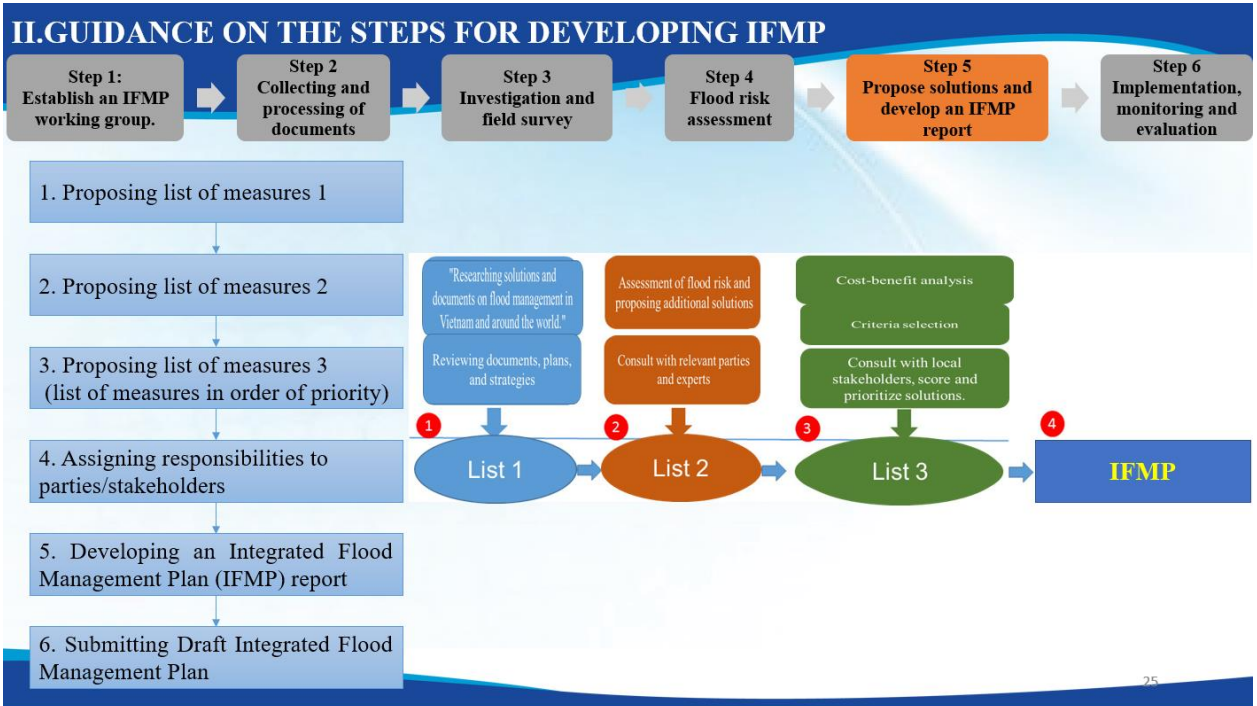 II.GUIDANCE ON THE STEPS FOR DEVELOPING IFMP
Step 1:
Establish an IFMP
working group.
Step 2
Collecting and
processing of
documents
Step 3
Investigation and
field survey
Step 4
Flood risk
assessment
Step 5
Propose solutions and
develop an IFMP
report
Step 6
Implementation,
monitoring and
evaluation
1. Proposing list of measures 1
2. Proposing list of measures 2
3. Proposing list of measures 3
(list of measures in order of priority)
4. Assigning responsibilities to
parties/stakeholders
5. Developing an Integrated Flood
Management Plan (IFMP) report
6. Submitting Draft Integrated Flood
Management Plan
"Researching solutions and
documents on flood management in
Vietnam and around the world."
Reviewing documents, plans,
and strategies
1
List 1
Assessment of flood risk and
proposing additional solutions
Consult with relevant parties
and experts
2
List 2
Cost-benefit analysis
Criteria selection
Consult with local
stakeholders, score and
prioritize solutions.
3
List 3
4
IFMP
25